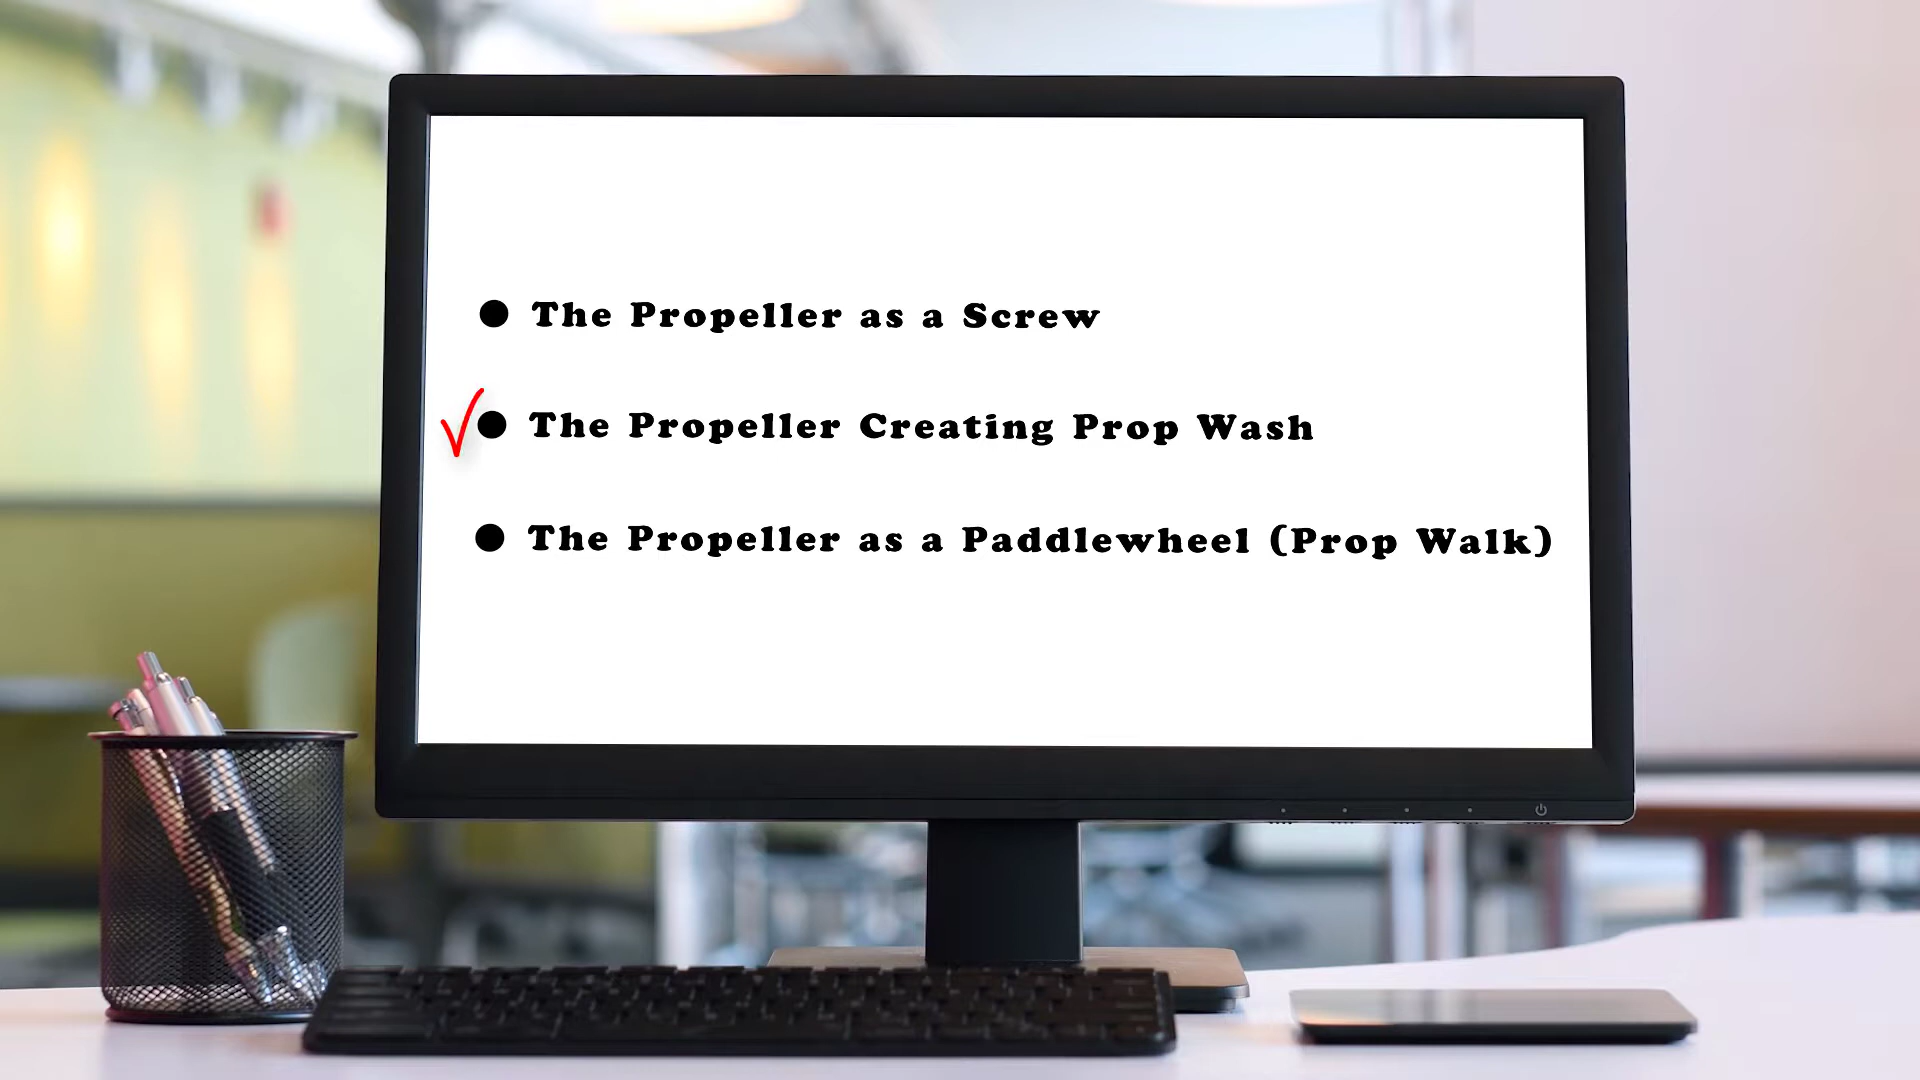 ● The Propeller as a Screw
● The Propeller Creating Prop Wash
● The Propeller as a Paddlewheel (Prop Walk)